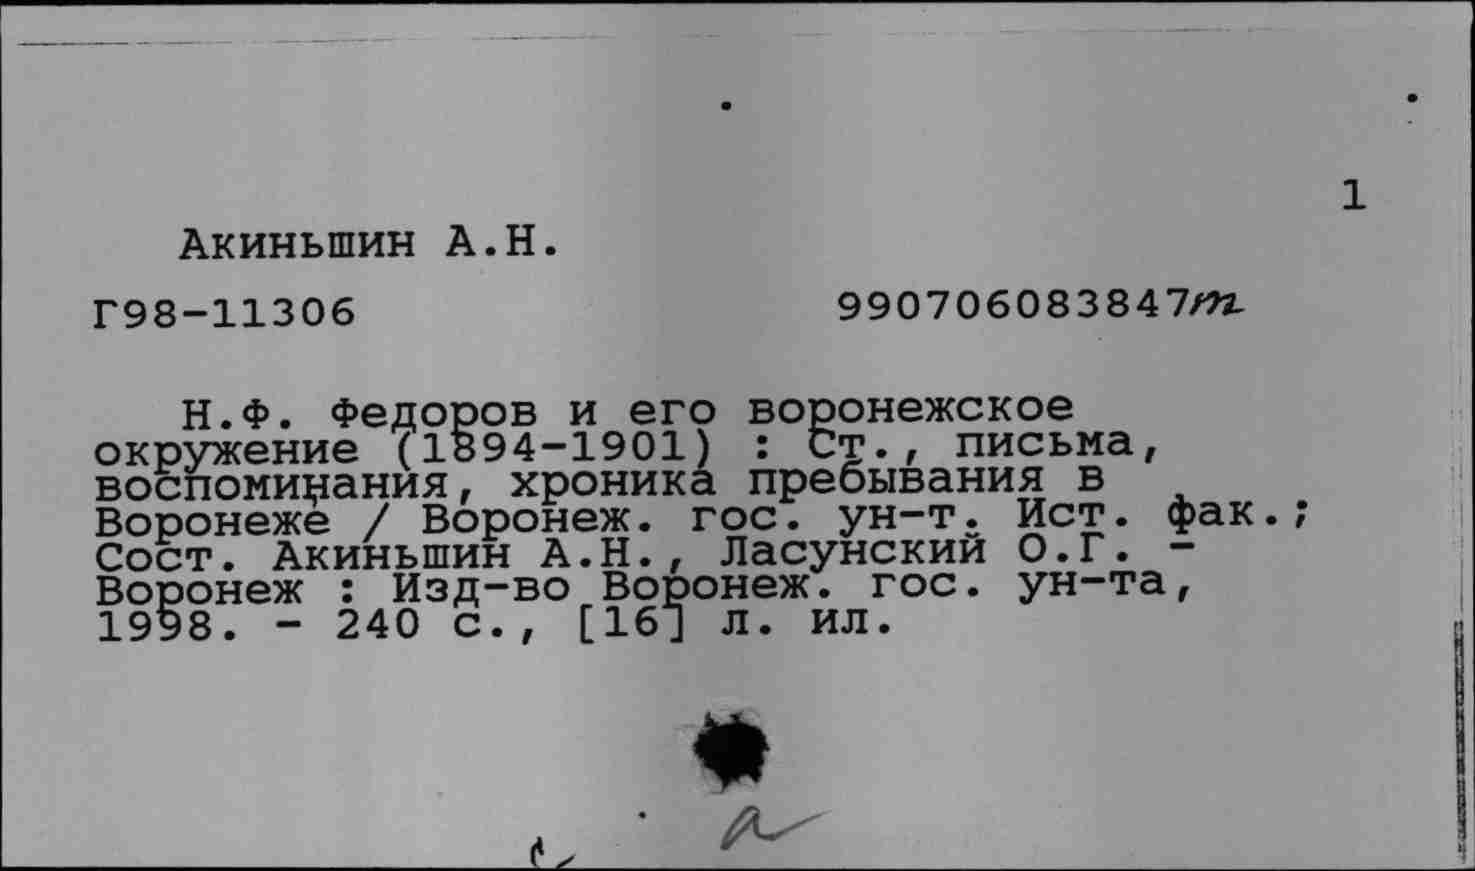 1
Акиньшин А.Н.
Г98-11306 990706083847m
Н.Ф. Федоров и его воронежское
окружение (1894-1901) : Ст., письма,
воспоминания, хроника пребывания в
Воронеже / Воронеж. гос. ун-т. Ист. фак.;
Сост. Акиньшин А.Н., Ласунский О.Г. -
Воронеж : Изд-во Воронеж. гос. ун-та,
1998. - 240 с., [16] л. ил.